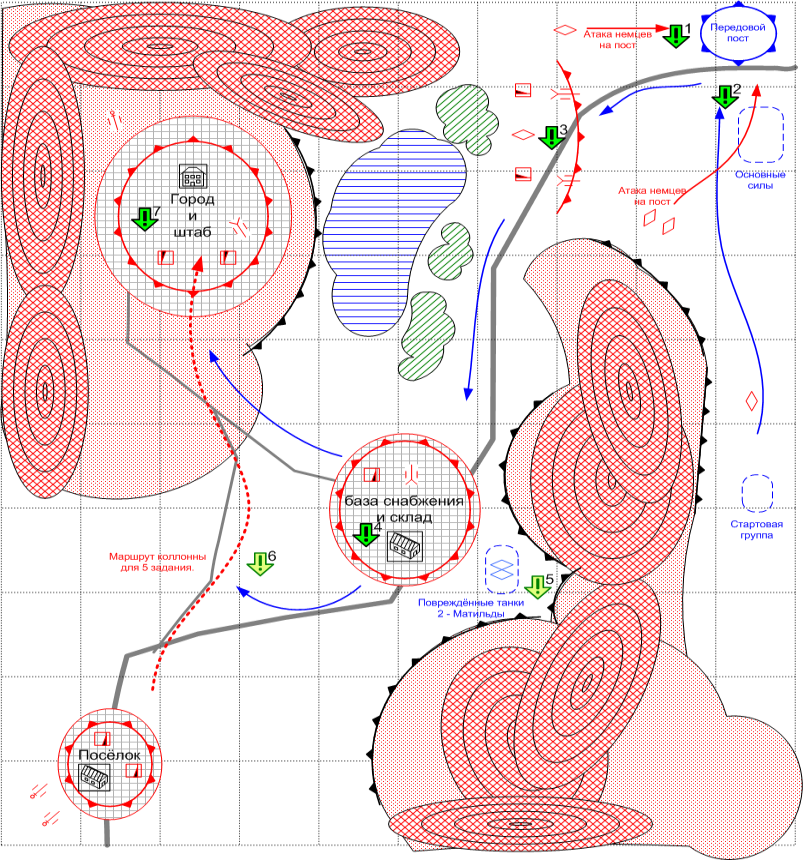 1
Передовой
пост
Атака немцев
на пост
2
3
Основные
силы
Атака немцев
на пост
Город
и
штаб
7
база снабжения
и склад
4
Стартовая
группа
Маршрут коллонны
для 5 задания.
6
5
Повреждённые танки
2 - Матильды
Посёлок